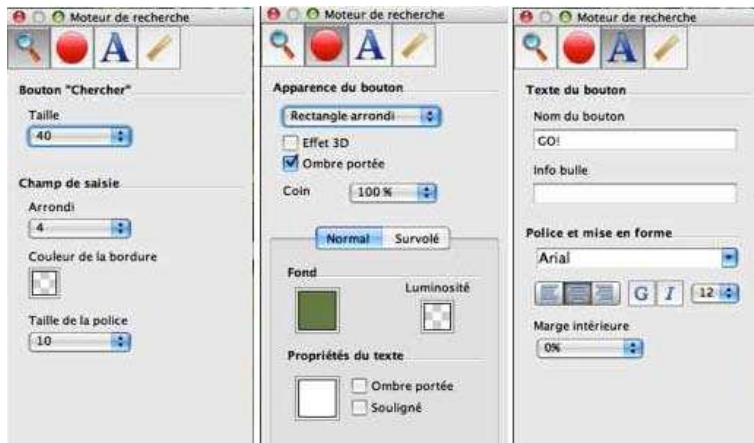 Moteur de recherche
A
Bouton "Chercher"
Taille
40
Champ de saisie
Arrondi
4
Couleur de la bordure
Taille de la police
10
Moteur de recherche
A
Apparence du bouton
Rectangle arrondi
Effet 3D
Ombre portée
Coin 100 %
Normal Survolé
Fond
Luminosité
Propriétés du texte
Ombre portée
Souligné
Moteur de recherche
A
Texte du bouton
Nom du bouton
GO!
Info bulle
Police et mise en forme
Arial
G I 12
Marge intérieure
0%